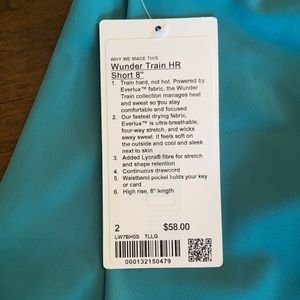 WHY WE MADE THIS
Wunder Train HR
Short 8"
1. Train hard, not hot. Powered by
Everlux™ fabric, the Wunder
Train collection manages heat
and sweat so you stay
comfortable and focused
2. Our fastest drying fabric,
Everlux™ is ultra-breathable,
four-way stretch, and wicks
away sweat. It feels soft on
the outside and cool and sleek
next to skin
3. Added Lycra® fibre for stretch
and shape retention
4. Continuous drawcord
5. Waistband pocket holds your key
or card
6. High rise, 8" length
2 $58.00
LW7BH0S TLLG
000132150479